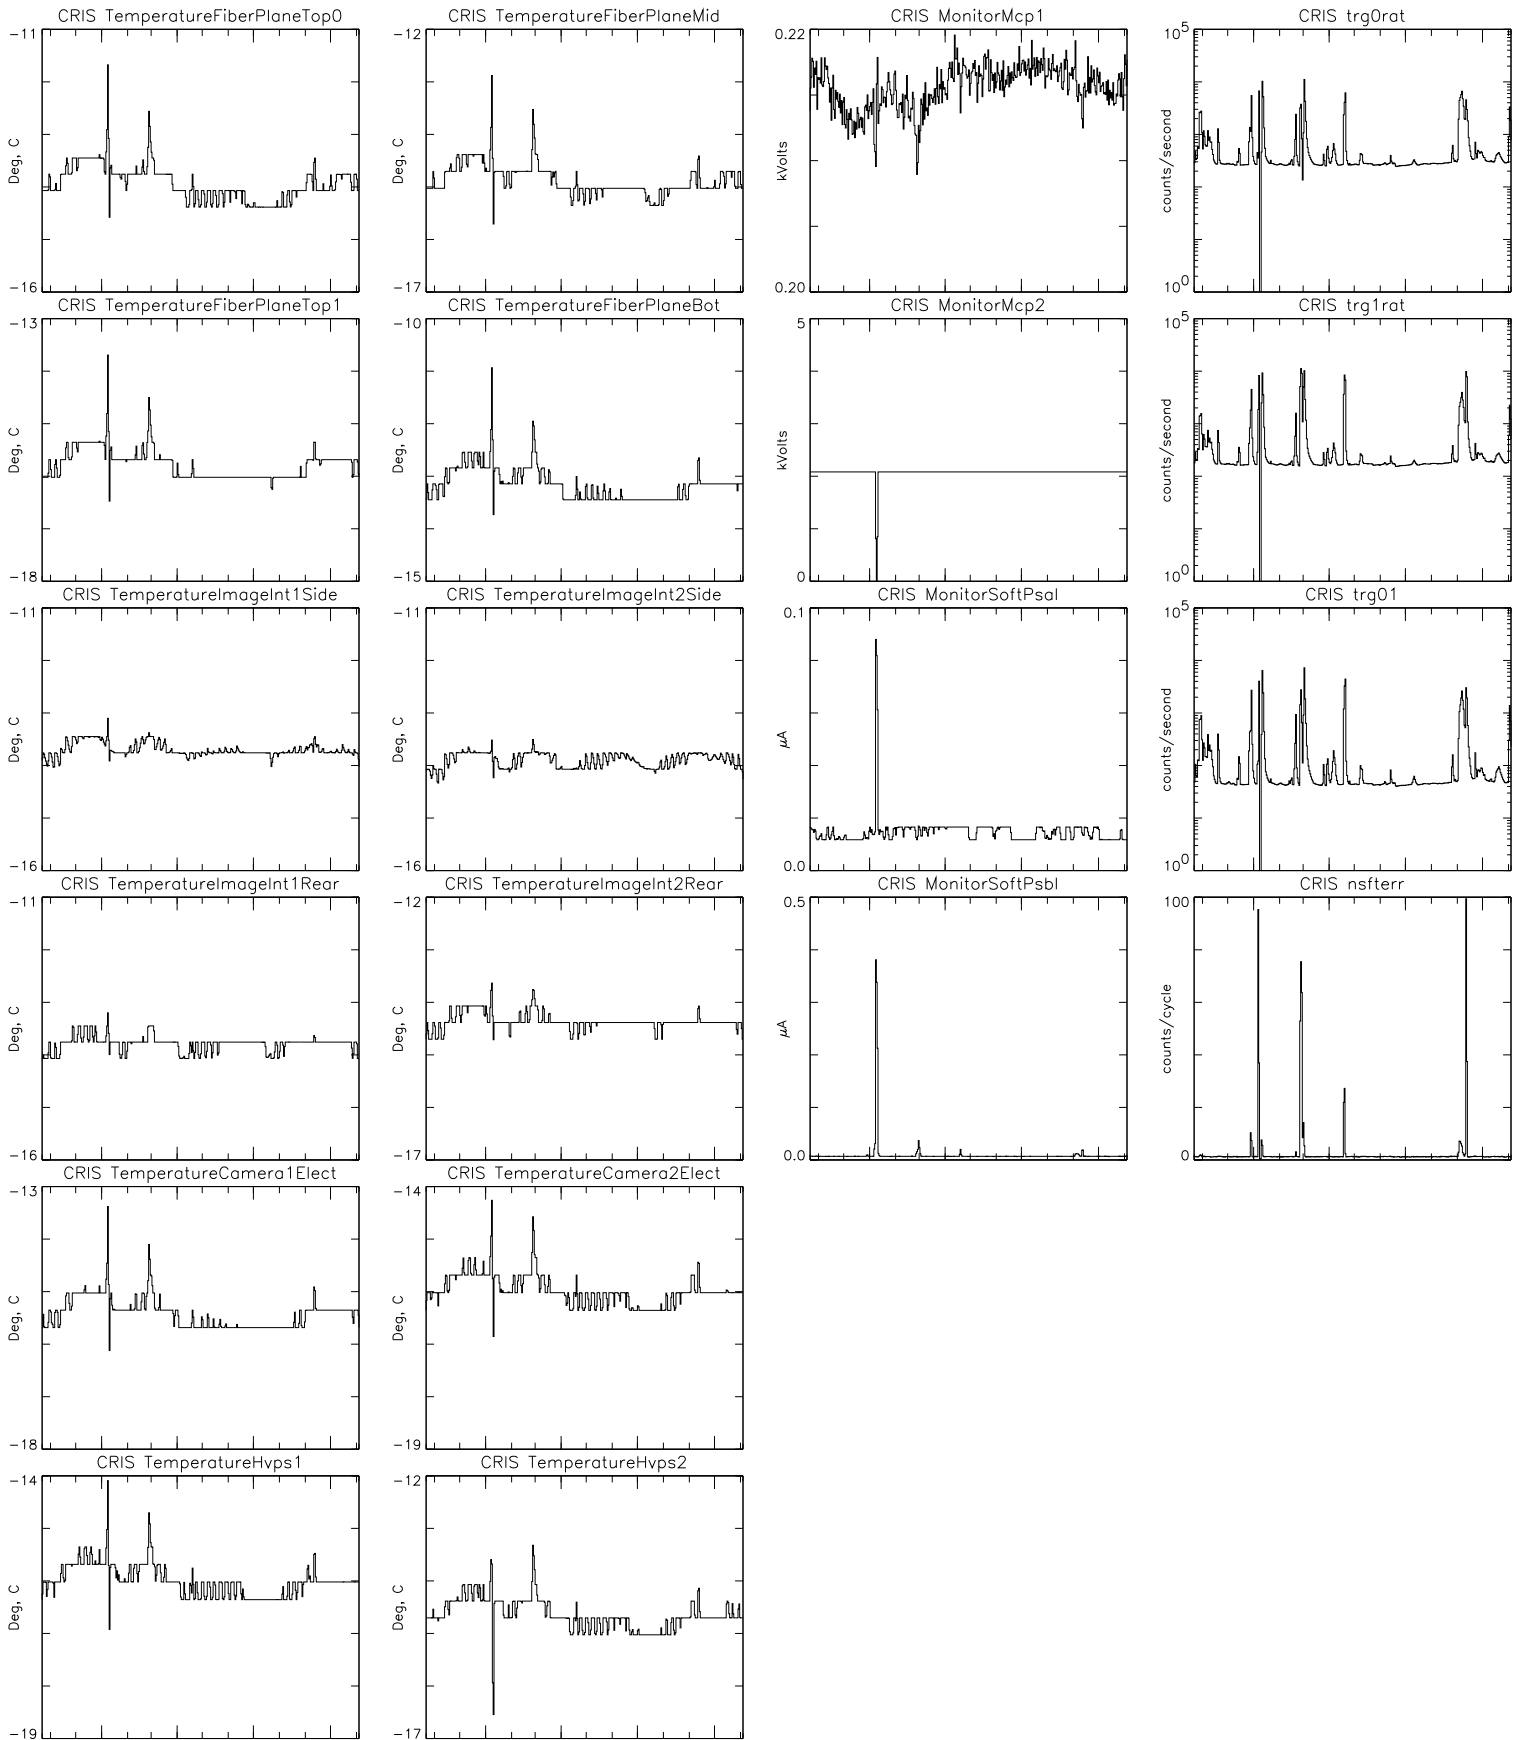 CRIS TemperatureFiberPlaneTop0
-11
Deg, C
-16
CRIS TemperatureFiberPlaneMid
-12
Deg, C
-17
CRIS MonitorMcp1
0.22
kVolts
0.20
CRIS trg0rat
10^5
counts/second
10^0
CRIS TemperatureFiberPlaneTop1
-13
Deg, C
-18
CRIS TemperatureFiberPlaneBot
-10
Deg, C
-15
CRIS MonitorMcp2
5
kVolts
0
CRIS trg1rat
10^5
counts/second
10^0
CRIS TemperatureImageInt1Side
-11
Deg, C
-16
CRIS TemperatureImageInt2Side
-11
Deg, C
-16
CRIS MonitorSoftPsaI
0.1
μA
0.0
CRIS trg01
10^5
counts/second
10^0
CRIS TemperatureImageInt1Rear
-11
Deg, C
-16
CRIS TemperatureImageInt2Rear
-12
Deg, C
-17
CRIS MonitorSoftPsbI
0.5
μA
0.0
CRIS nsfterr
100
counts/cycle
0
CRIS TemperatureCamera1Elect
-13
Deg, C
-18
CRIS TemperatureCamera2Elect
-14
Deg, C
-19
CRIS TemperatureHvps1
-14
Deg, C
-19
CRIS TemperatureHvps2
-12
Deg, C
-17